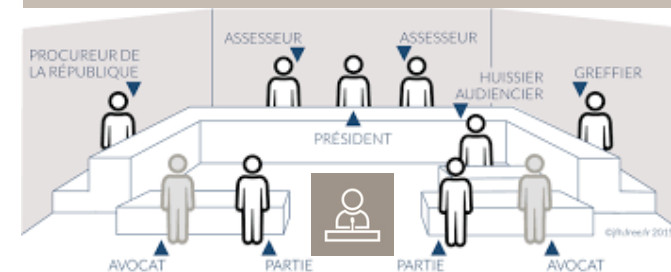 ASSESSEUR
ASSESSEUR
PROCUREUR DE
LA RÉPUBLIQUE
HUISSIER
AUDIENCIER
GREFFIER
PRÉSIDENT
AVOCAT
PARTIE
PARTIE
AVOCAT